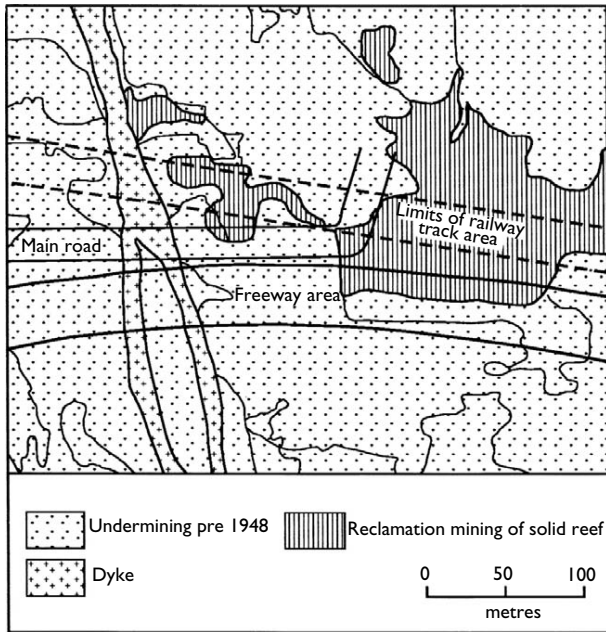 Limits of railway
track area
Main road
Freeway area
Undermining pre 1948
Reclamation mining of solid reef
Dyke
0 50 100
metres